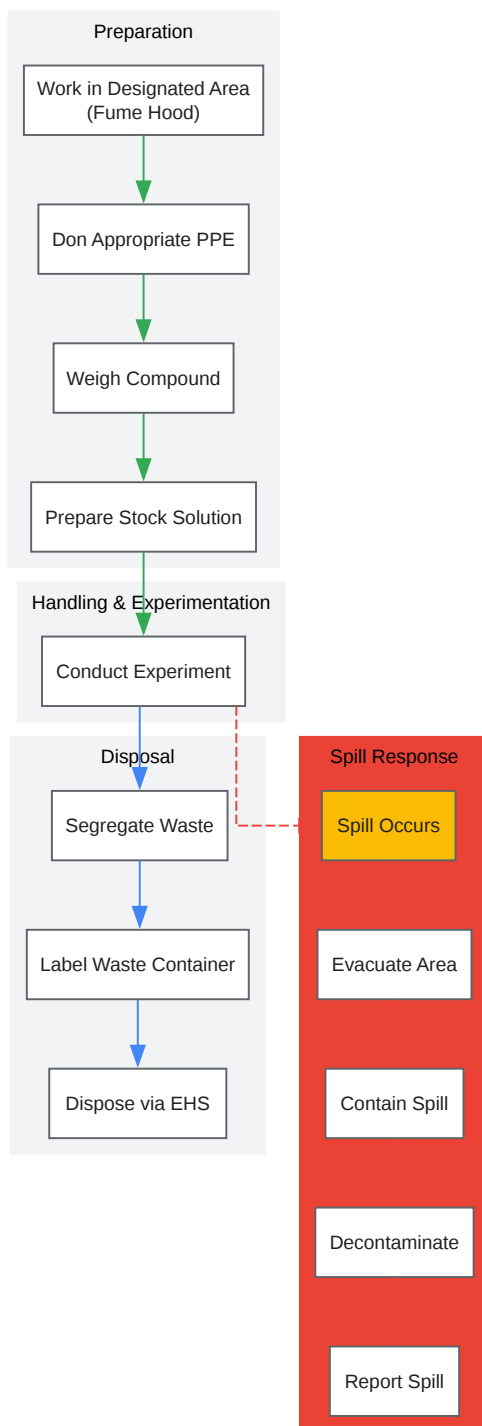 Preparation
Work in Designated Area
(Fume Hood)
Don Appropriate PPE
Weigh Compound
Prepare Stock Solution
Handling & Experimentation
Conduct Experiment
Disposal
Segregate Waste
Label Waste Container
Dispose via EHS
Spill Response
Spill Occurs
Evacuate Area
Contain Spill
Decontaminate
Report Spill